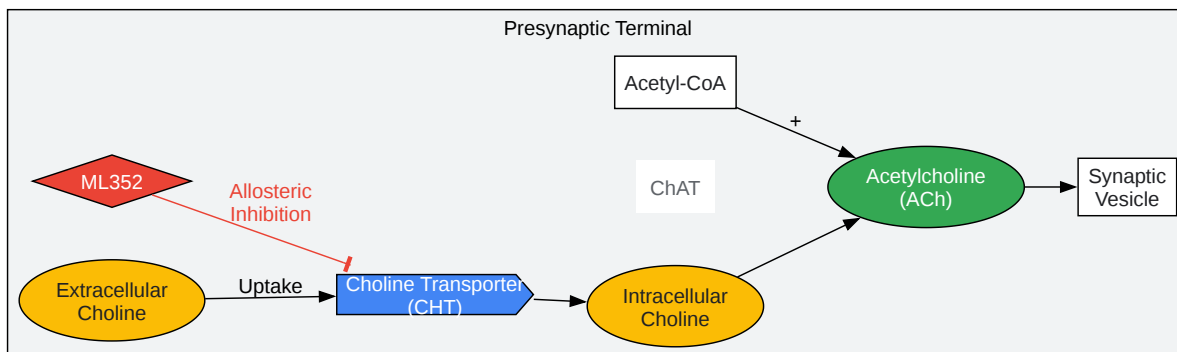 Presynaptic Terminal
Acetyl-CoA
+
ML352
Allosteric
Inhibition
ChAT
Acetylcholine
(ACh)
Synaptic
Vesicle
Extracellular
Choline
Uptake
Choline Transporter
(CHT)
Intracellular
Choline